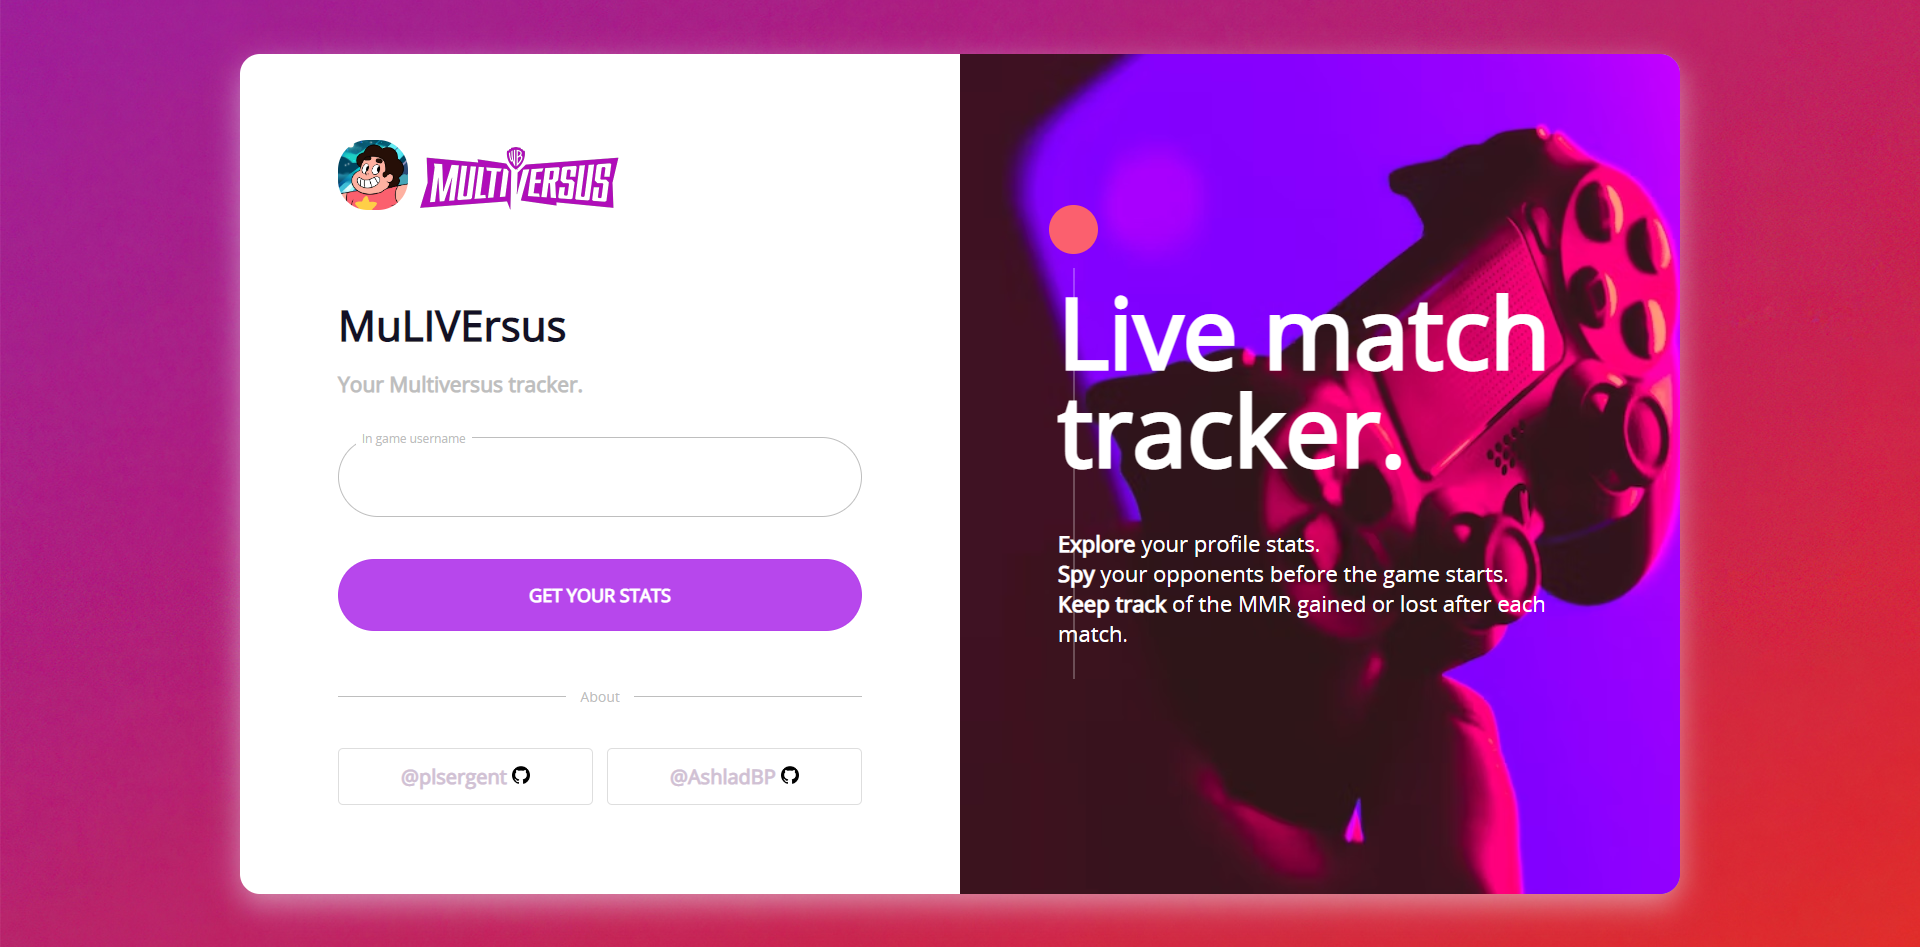 WB
MULTIVERSUS
MuLIVErsus
Your Multiversus tracker.
In game username
GET YOUR STATS
About
@plsergent
@AshladBP
Live match
tracker.
Explore your profile stats.
Spy your opponents before the game starts.
Keep track of the MMR gained or lost after each
match.